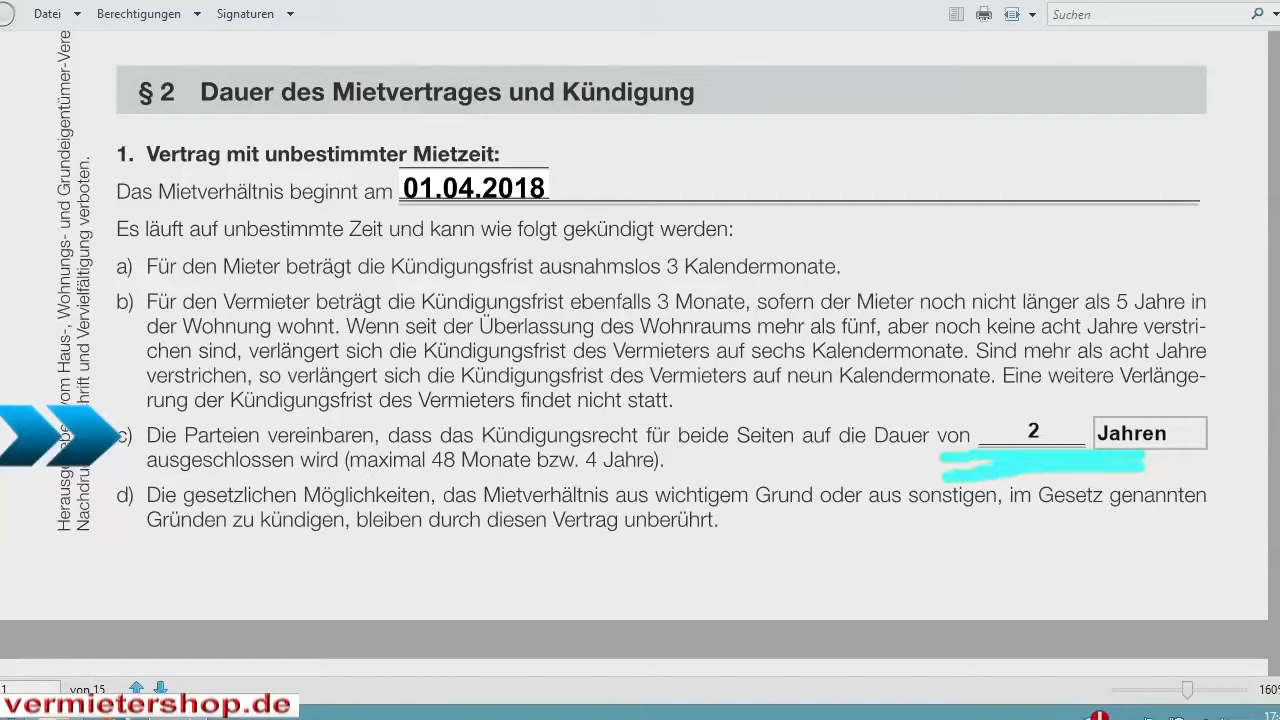 Datei Berechtigungen Signaturen Suchen
§ 2 Dauer des Mietvertrages und Kündigung
1. Vertrag mit unbestimmter Mietzeit:
Das Mietverhältnis beginnt am 01.04.2018
Es läuft auf unbestimmte Zeit und kann wie folgt gekündigt werden:
a) Für den Mieter beträgt die Kündigungsfrist ausnahmslos 3 Kalendermonate.
b) Für den Vermieter beträgt die Kündigungsfrist ebenfalls 3 Monate, sofern der Mieter noch nicht länger als 5 Jahre in
der Wohnung wohnt. Wenn seit der Überlassung des Wohnraums mehr als fünf, aber noch keine acht Jahre verstri-
chen sind, verlängert sich die Kündigungsfrist des Vermieters auf sechs Kalendermonate. Sind mehr als acht Jahre
verstrichen, so verlängert sich die Kündigungsfrist des Vermieters auf neun Kalendermonate. Eine weitere Verlänge-
rung der Kündigungsfrist des Vermieters findet nicht statt.
c) Die Parteien vereinbaren, dass das Kündigungsrecht für beide Seiten auf die Dauer von 2 Jahren
ausgeschlossen wird (maximal 48 Monate bzw. 4 Jahre).
d) Die gesetzlichen Möglichkeiten, das Mietverhältnis aus wichtigem Grund oder aus sonstigen, im Gesetz genannten
Gründen zu kündigen, bleiben durch diesen Vertrag unberührt.
vom Haus-, Wohnungs- und Grundeigentümer-Vere
und Vervielfältigung verboten.
1 von 15 160%
vermietershop.de